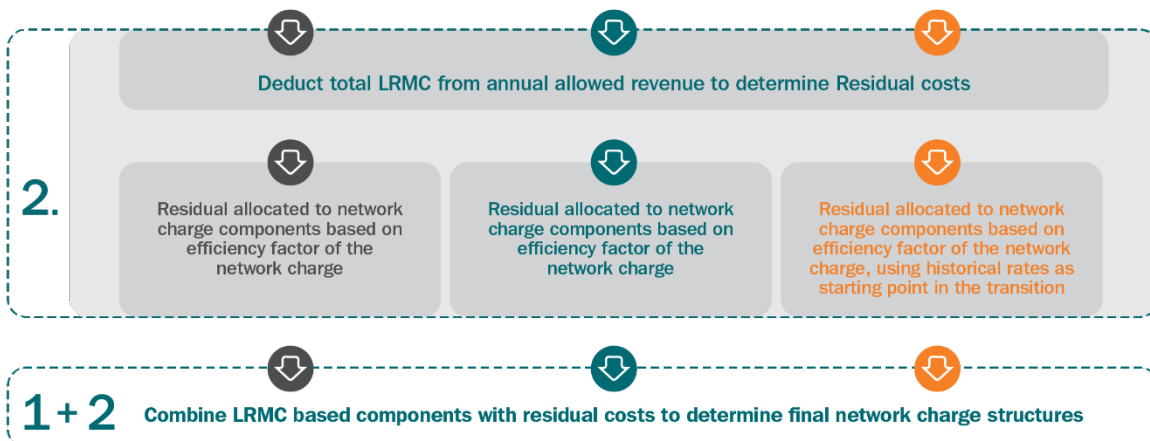 Deduct total LRMC from annual allowed revenue to determine Residual costs
2.
Residual allocated to network
charge components based on
efficiency factor of the
network charge
Residual allocated to network
charge components based on
efficiency factor of the
network charge
Residual allocated to network
charge components based on
efficiency factor of the network
charge, using historical rates as
starting point in the transition
1 + 2 Combine LRMC based components with residual costs to determine final network charge structures